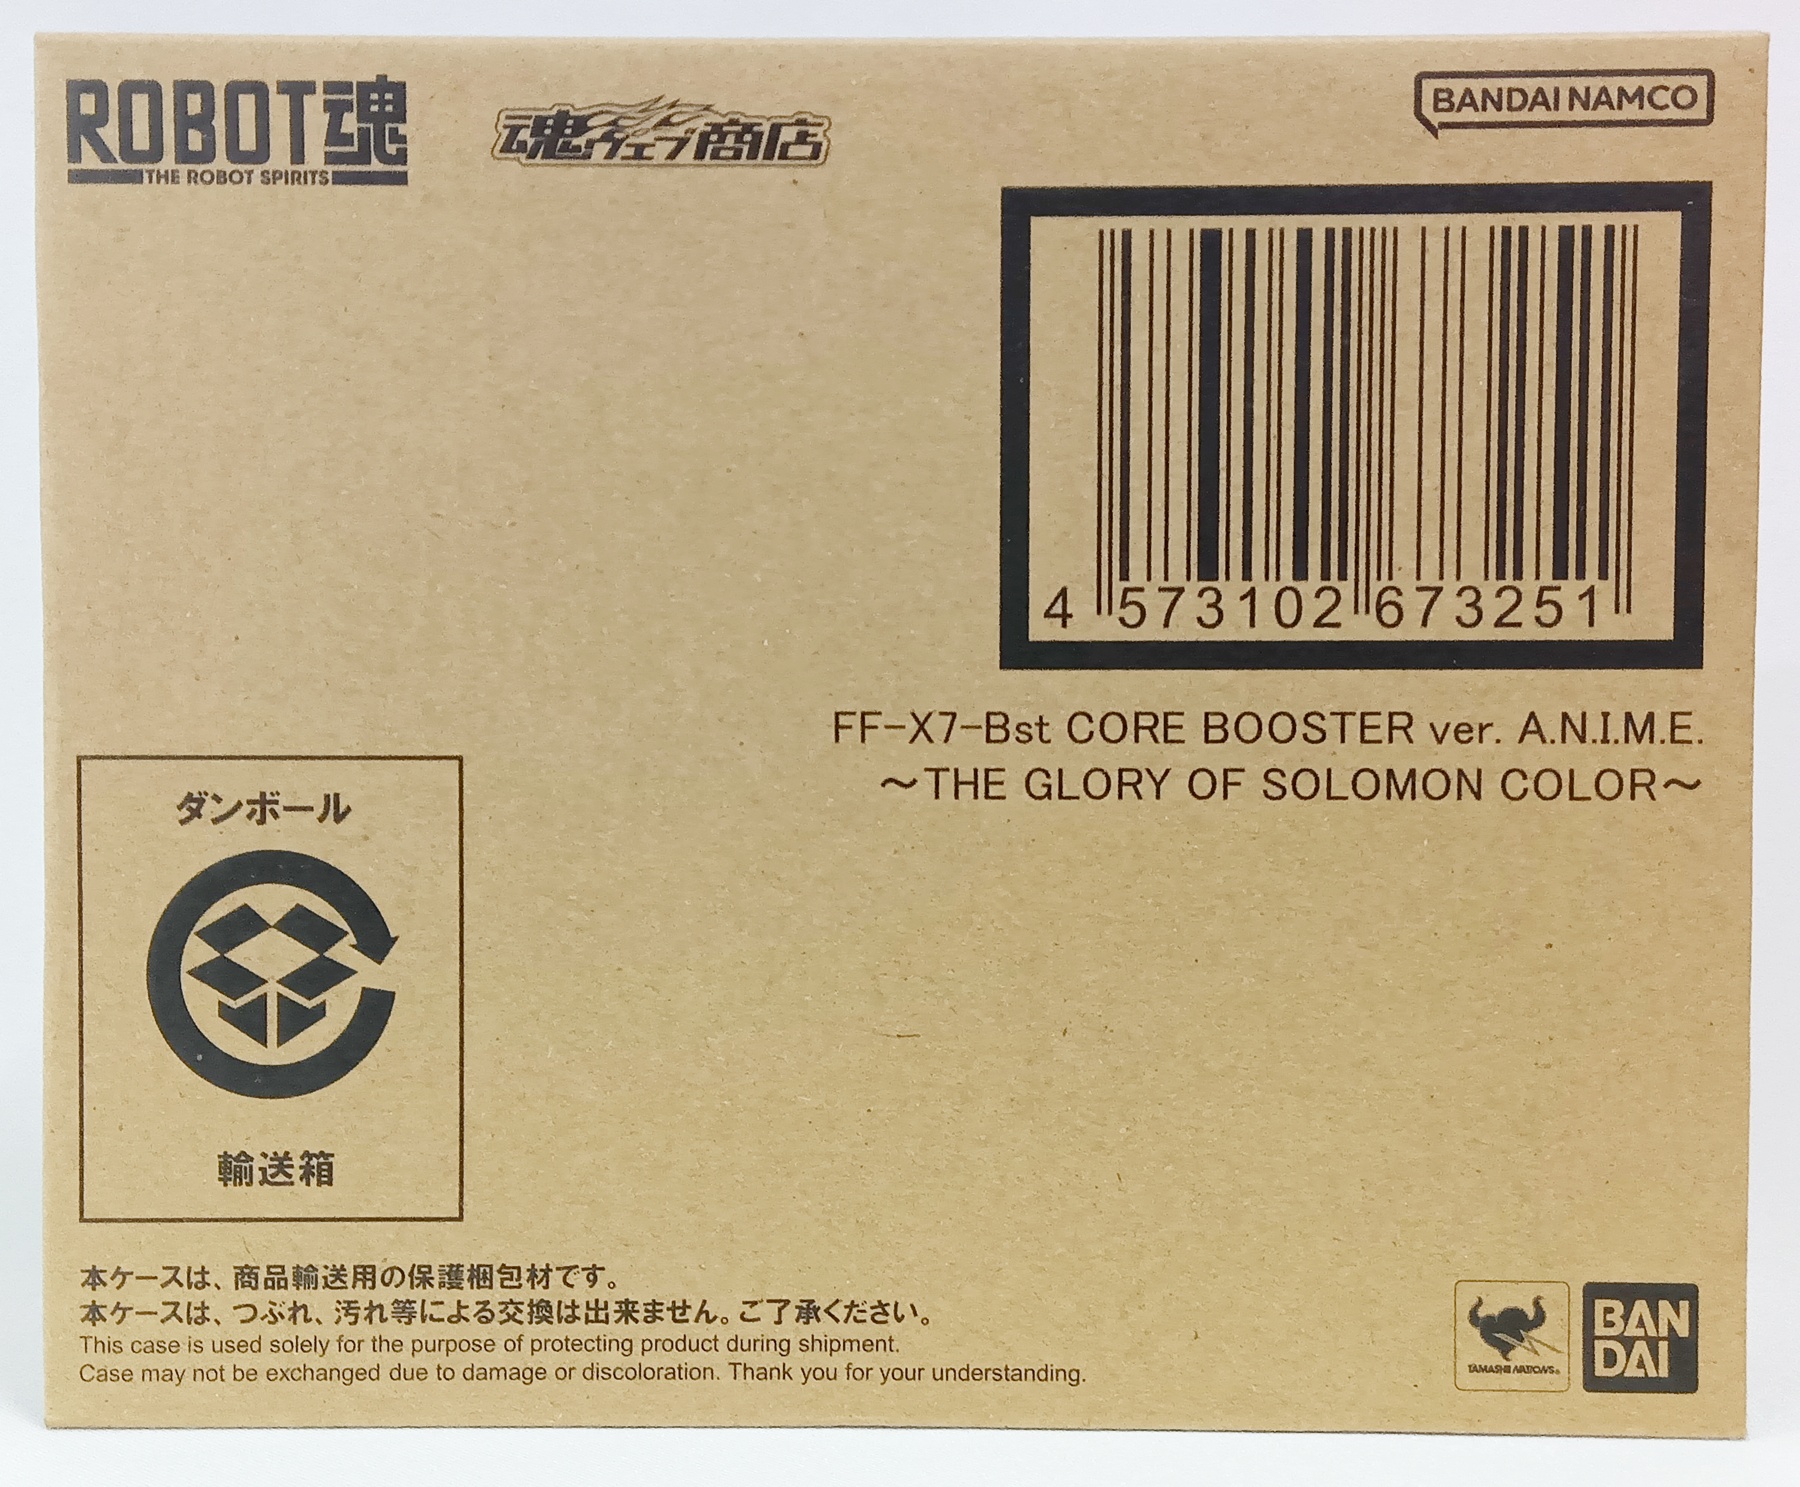 ROBOT魂
THE ROBOT SPIRITS
魂ウェブ商店
BANDAI NAMCO
4 573102 673251
FF-X7-Bst CORE BOOSTER ver. A.N.I.M.E.
～THE GLORY OF SOLOMON COLOR～
ダンボール
輸送箱
本ケースは、商品輸送用の保護梱包材です。
本ケースは、つぶれ、汚れ等による交換は出来ません。ご了承ください。
This case is used solely for the purpose of protecting product during shipment.
Case may not be exchanged due to damage or discoloration. Thank you for your understanding.
TAMASHII NATIONS®
BAN
DAI